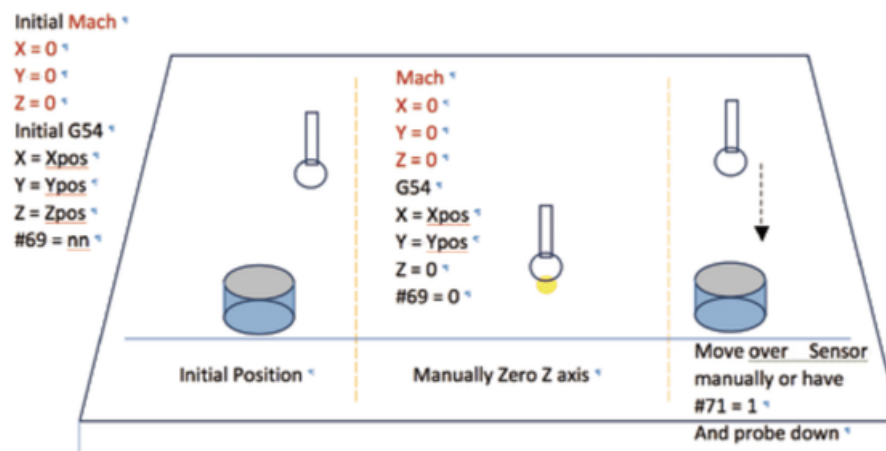 Initial Mach
X = 0
Y = 0
Z = 0
Initial G54
X = Xpos
Y = Ypos
Z = Zpos
#69 = nn
Initial Position
Mach
X = 0
Y = 0
Z = 0
G54
X = Xpos
Y = Ypos
Z = 0
#69 = 0
Manually Zero Z axis
Move over Sensor
manually or have
#71 = 1
And probe down